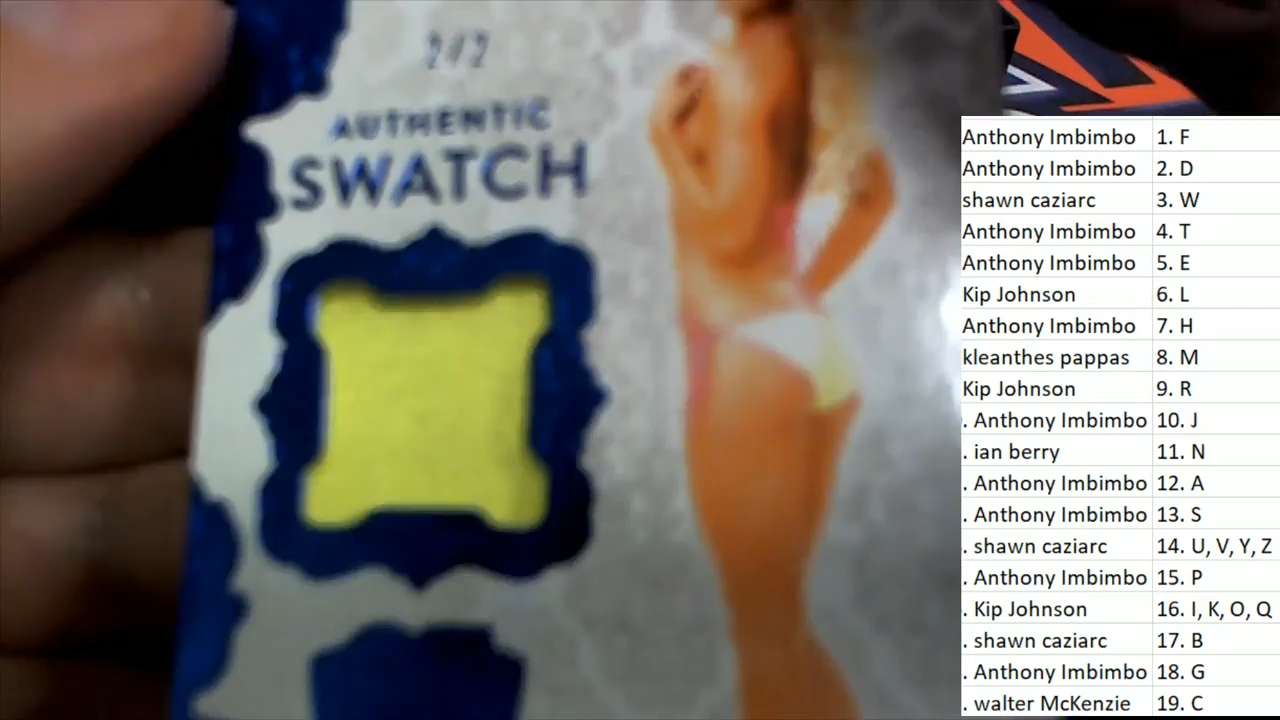 2/2
AUTHENTIC
SWATCH
Anthony Imbimbo 1. F
Anthony Imbimbo 2. D
shawn caziarc 3. W
Anthony Imbimbo 4. T
Anthony Imbimbo 5. E
Kip Johnson 6. L
Anthony Imbimbo 7. H
kleanthes pappas 8. M
Kip Johnson 9. R
. Anthony Imbimbo 10. J
. ian berry 11. N
. Anthony Imbimbo 12. A
. Anthony Imbimbo 13. S
. shawn caziarc 14. U, V, Y, Z
. Anthony Imbimbo 15. P
. Kip Johnson 16. I, K, O, Q
. shawn caziarc 17. B
. Anthony Imbimbo 18. G
. walter McKenzie 19. C